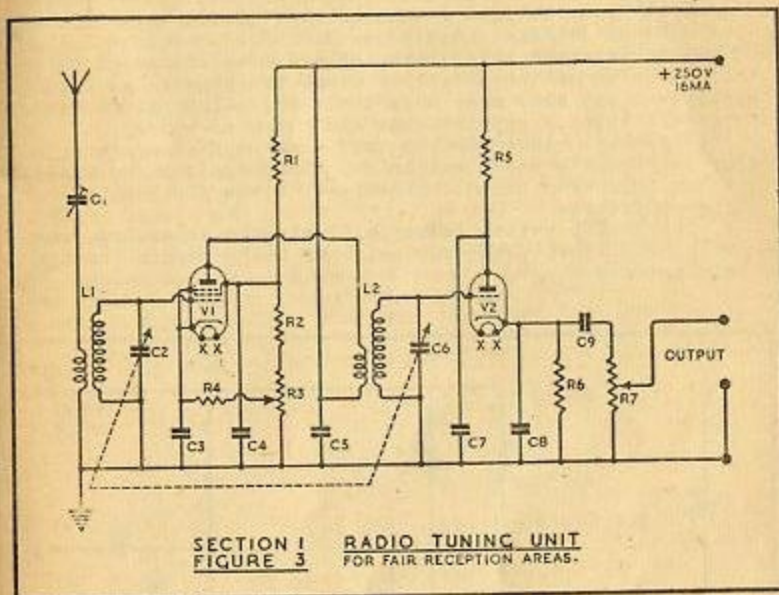 +250V
16MA
R1
R5
C1
L1
V1
L2
V2
R2
C2
X X
C6
X X
C9
OUTPUT
R4
R3
R6
R7
C3
C4
C5
C7
C8
SECTION 1 RADIO TUNING UNIT
FIGURE 3 FOR FAIR RECEPTION AREAS.